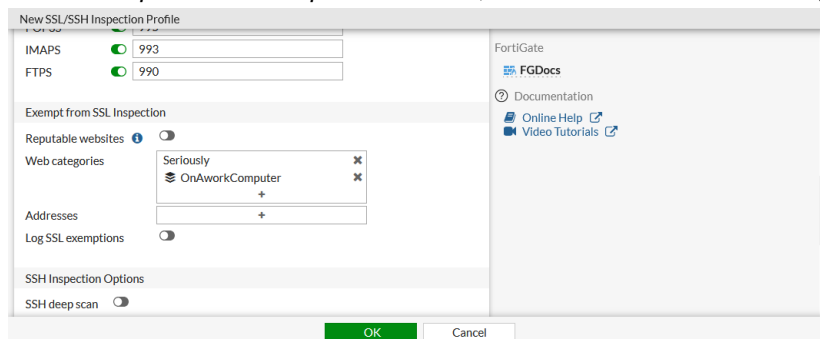 New SSL/SSH Inspection Profile
IMAPS 993
FTPS 990
Exempt from SSL Inspection
Reputable websites
Web categories Seriously
OnAworkComputer
+
Addresses +
Log SSL exemptions
SSH Inspection Options
SSH deep scan
FortiGate
FGDocs
Documentation
Online Help
Video Tutorials
OK Cancel